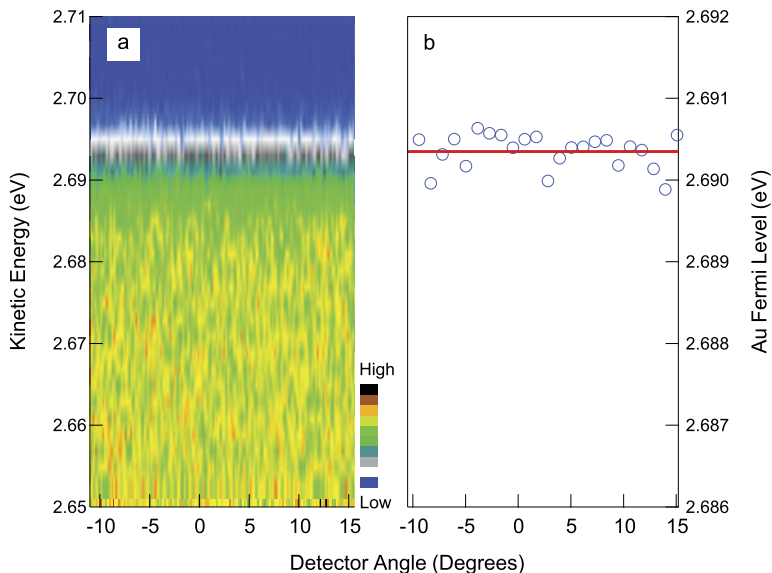 a
b
2.71
2.70
2.69
2.68
2.67
2.66
2.65
Kinetic Energy (eV)
-10 -5 0 5 10 15
High
Low
2.692
2.691
2.690
2.689
2.688
2.687
2.686
Au Fermi Level (eV)
-10 -5 0 5 10 15
Detector Angle (Degrees)